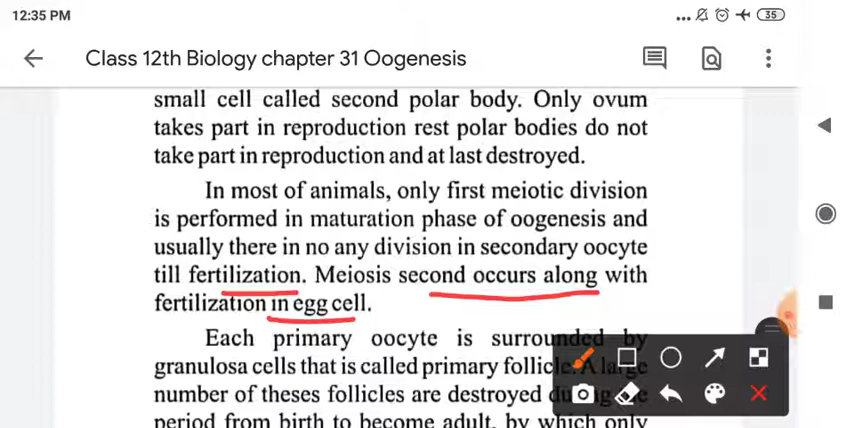 12:35 PM
35
Class 12th Biology chapter 31 Oogenesis
small cell called second polar body. Only ovum
takes part in reproduction rest polar bodies do not
take part in reproduction and at last destroyed.
In most of animals, only first meiotic division
is performed in maturation phase of oogenesis and
usually there in no any division in secondary oocyte
till fertilization. Meiosis second occurs along with
fertilization in egg cell.
Each primary oocyte is surrounded by
granulosa cells that is called primary follicle. A large
number of theses follicles are destroyed during the
period from birth to become adult, by which only